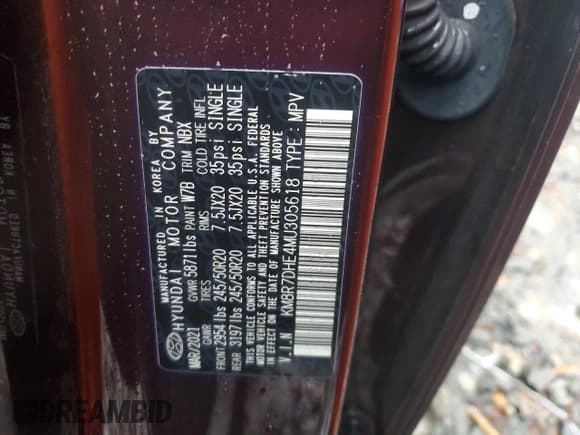 MANUFACTURED IN KOREA BY
HYUNDAI MOTOR COMPANY
MAR/2021 GVWR 5871 lbs PAINT W7B TRIM NBX
GAWR TIRES RIMS COLD TIRE INFL
FRONT 2954 lbs 245/50R20 7.5JX20 35psi SINGLE
REAR 3197 lbs 245/50R20 7.5JX20 35psi SINGLE
THIS VEHICLE CONFORMS TO ALL APPLICABLE U.S.A. FEDERAL
MOTOR VEHICLE SAFETY AND THEFT PREVENTION STANDARDS
IN EFFECT ON THE DATE OF MANUFACTURE SHOWN ABOVE
V.I.N : KM8R7DHE4MU305618 TYPE : MPV
DREAMBID